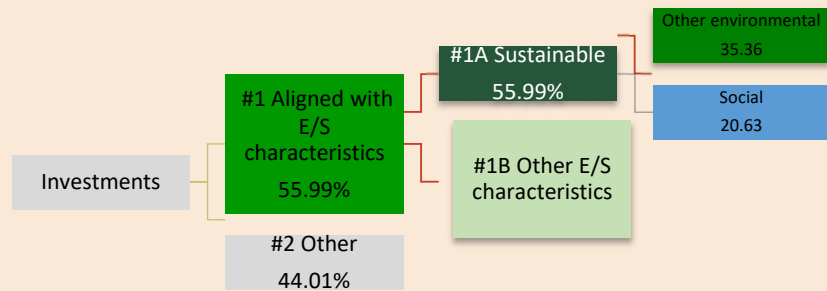 Investments
#1 Aligned with
E/S
characteristics
55.99%
#2 Other
44.01%
#1A Sustainable
55.99%
#1B Other E/S
characteristics
Other environmental
35.36
Social
20.63